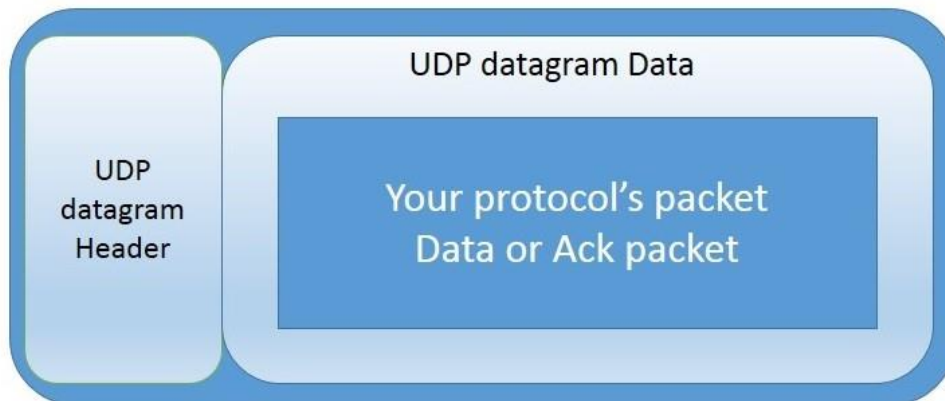 UDP datagram Data
UDP
datagram
Header
Your protocol’s packet
Data or Ack packet